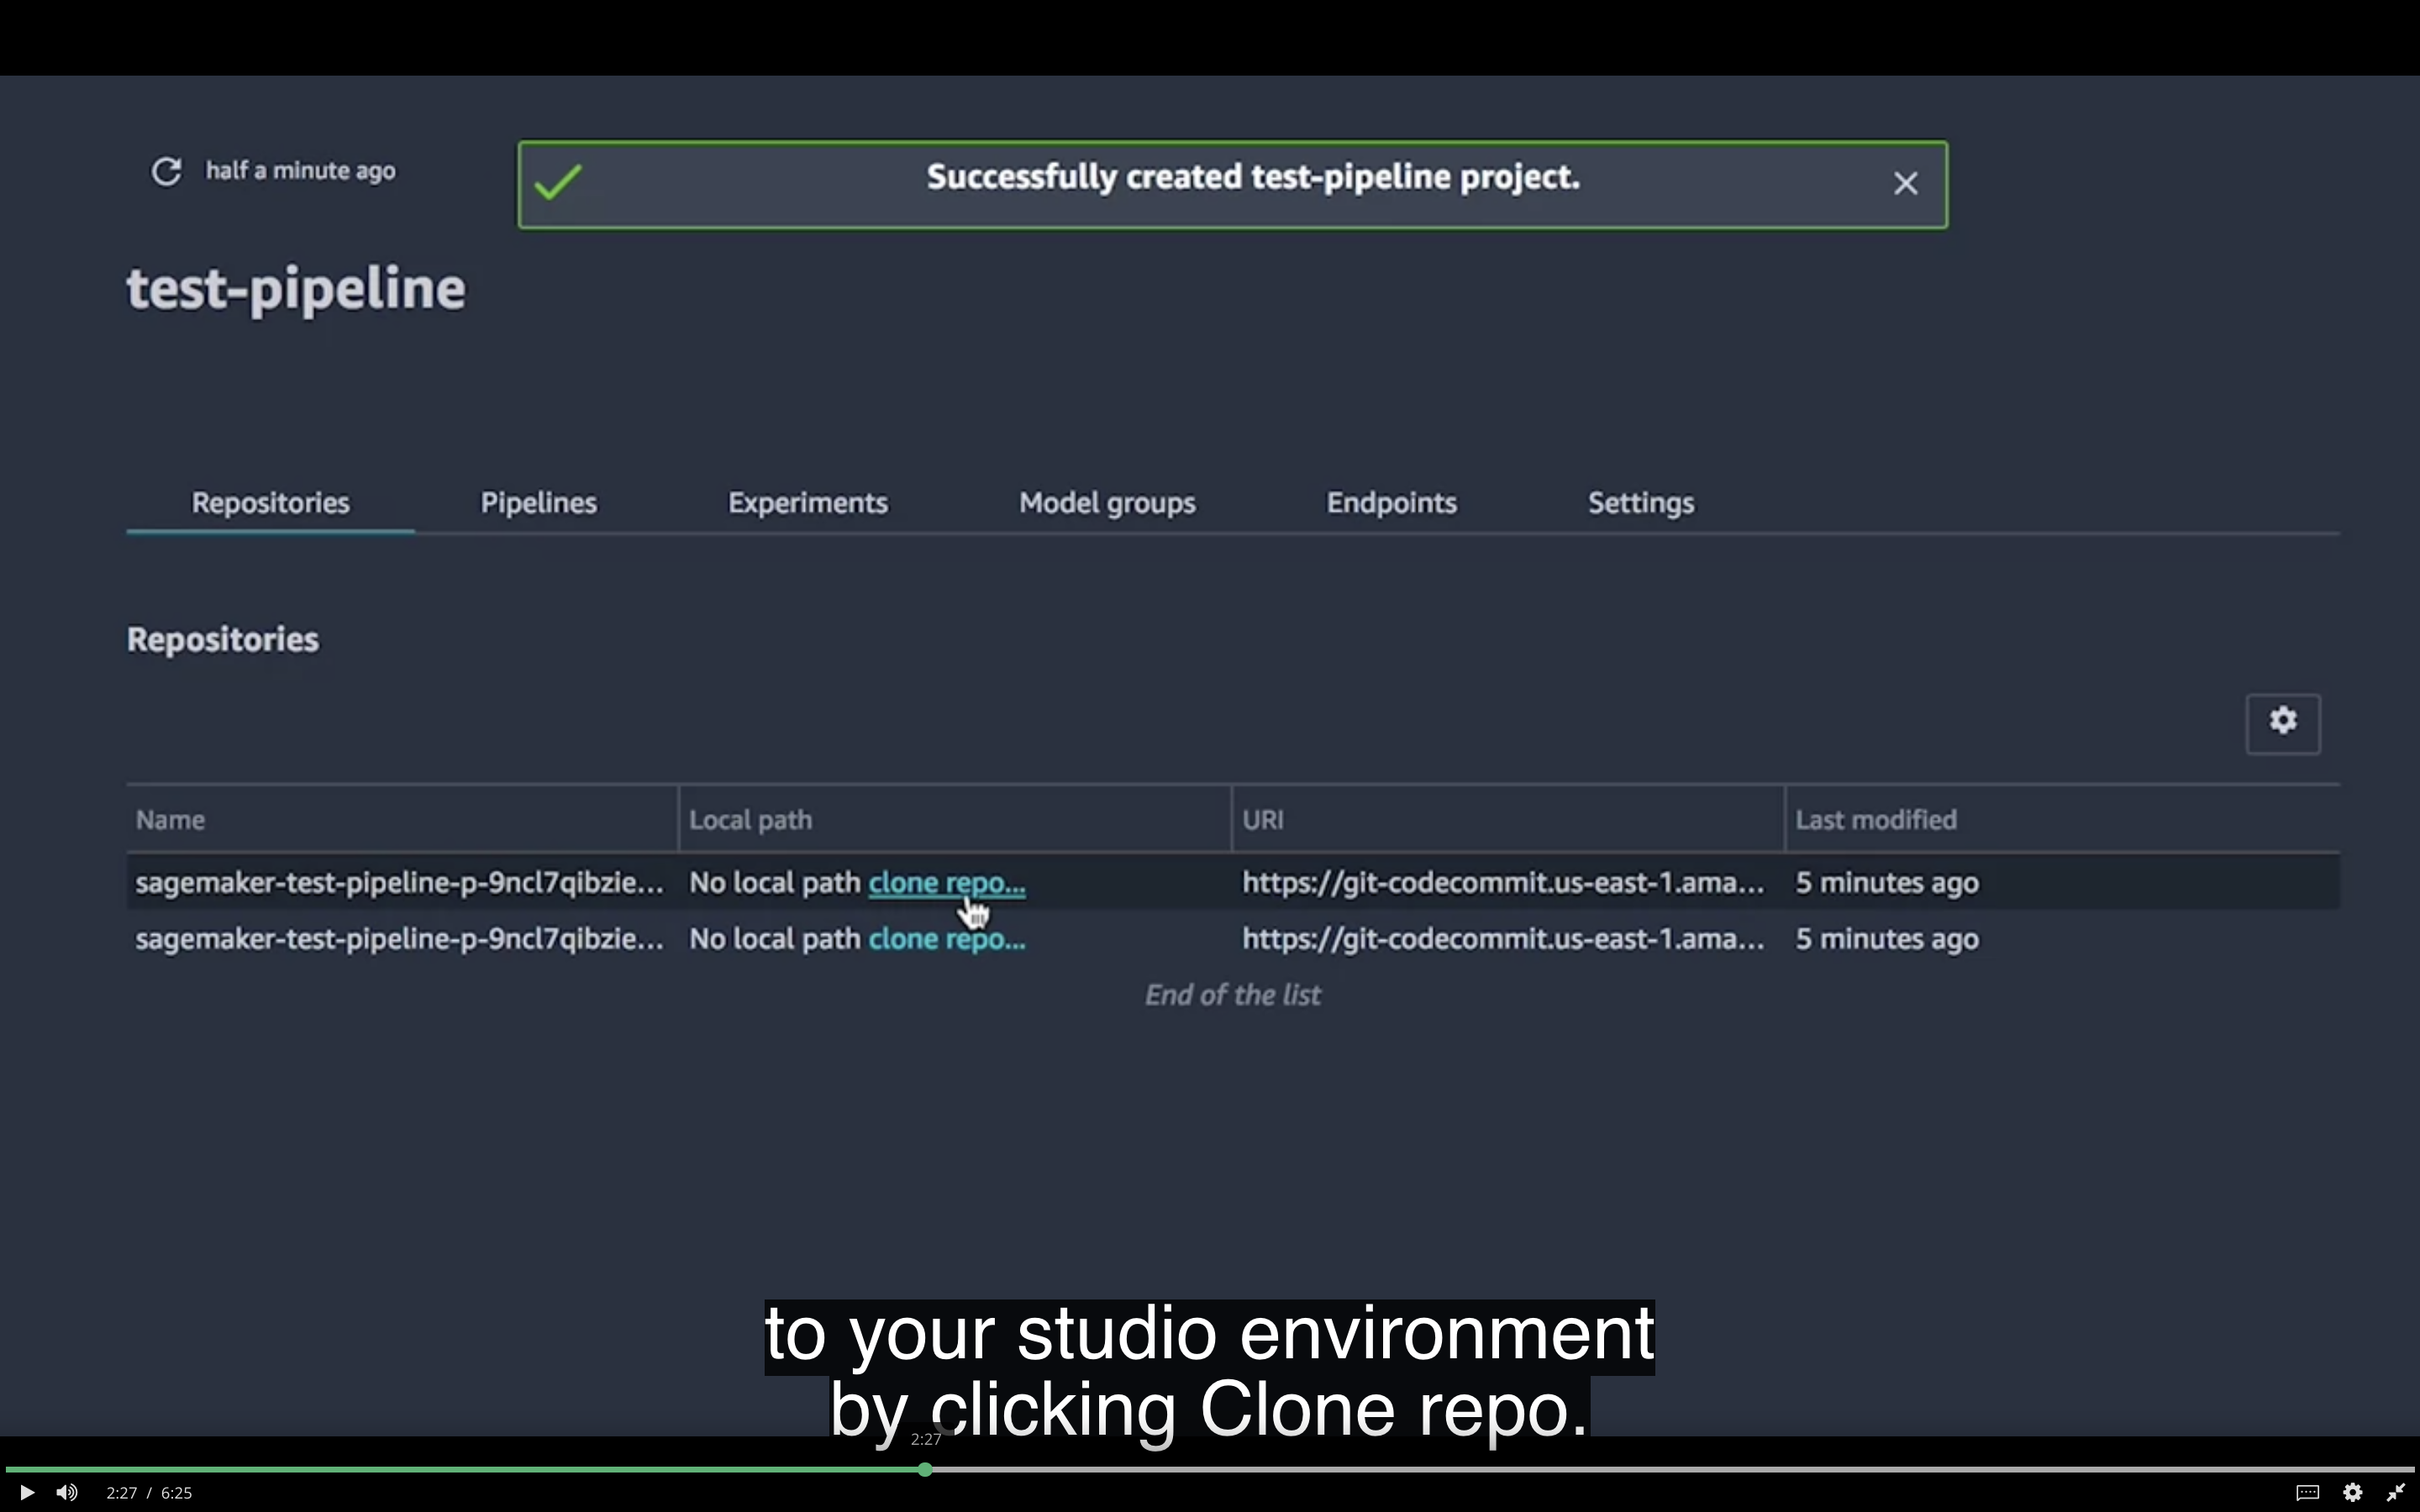 half a minute ago
Successfully created test-pipeline project.
test-pipeline
Repositories Pipelines Experiments Model groups Endpoints Settings
Repositories
Name Local path URI Last modified
sagemaker-test-pipeline-p-9ncl7qibzie... No local path clone repo... https://git-codecommit.us-east-1.ama... 5 minutes ago
sagemaker-test-pipeline-p-9ncl7qibzie... No local path clone repo... https://git-codecommit.us-east-1.ama... 5 minutes ago
End of the list
to your studio environment
by clicking Clone repo.
2:27
2:27 / 6:25